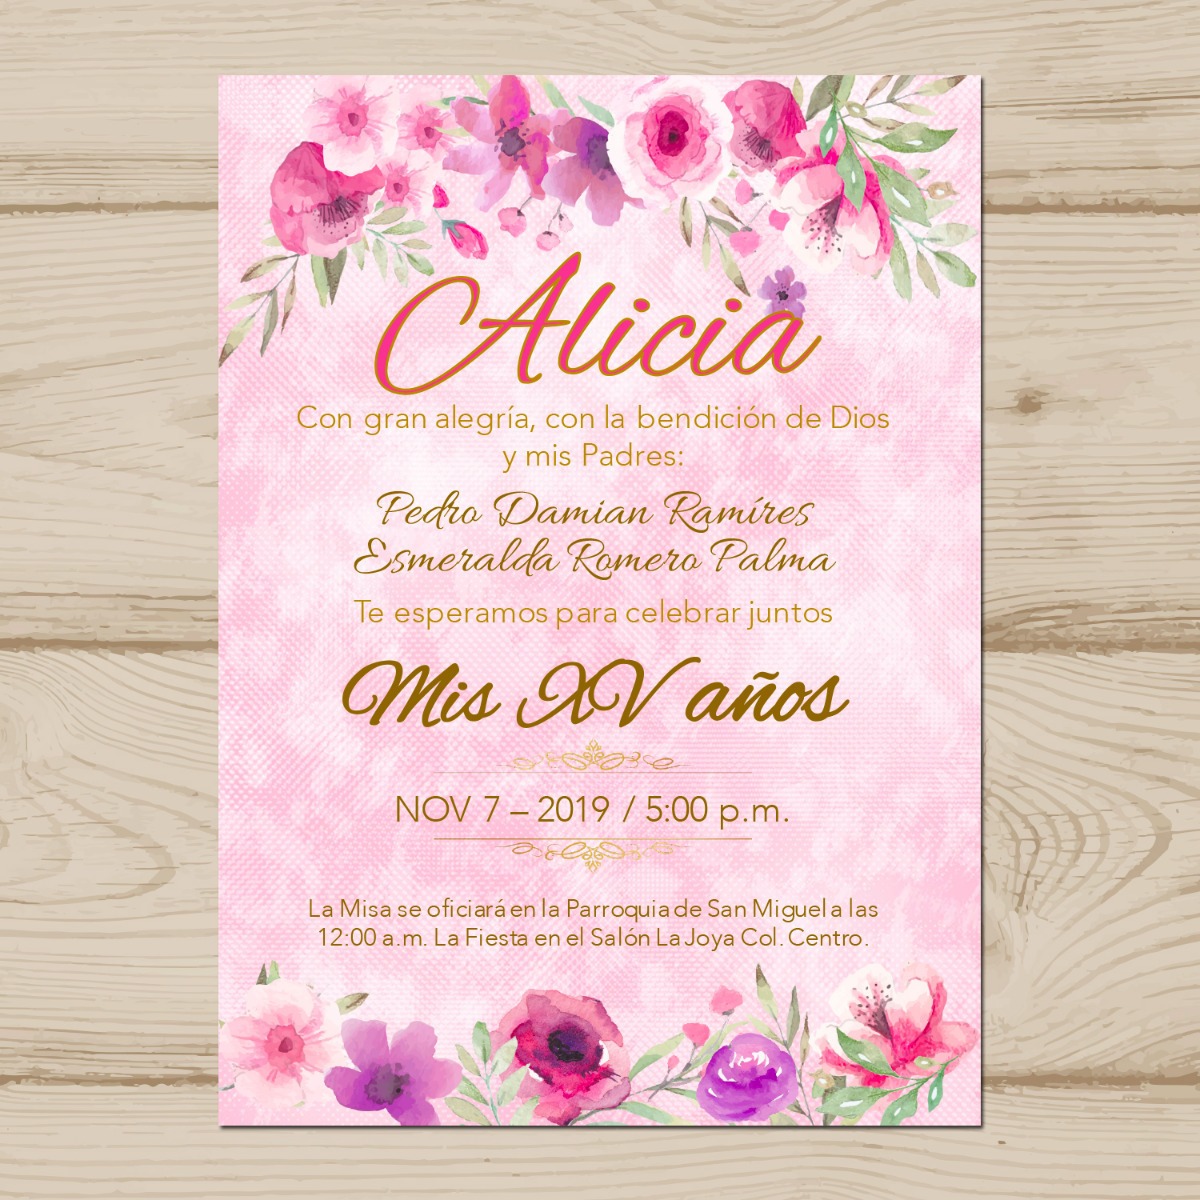 Alicia
Con gran alegría, con la bendición de Dios
y mis Padres:
Pedro Damian Ramíres
Esmeralda Romero Palma
Te esperamos para celebrar juntos
Mis XV años
NOV 7 – 2019 / 5:00 p.m.
La Misa se oficiará en la Parroquia de San Miguel a las
12:00 a.m. La Fiesta en el Salón La Joya Col. Centro.